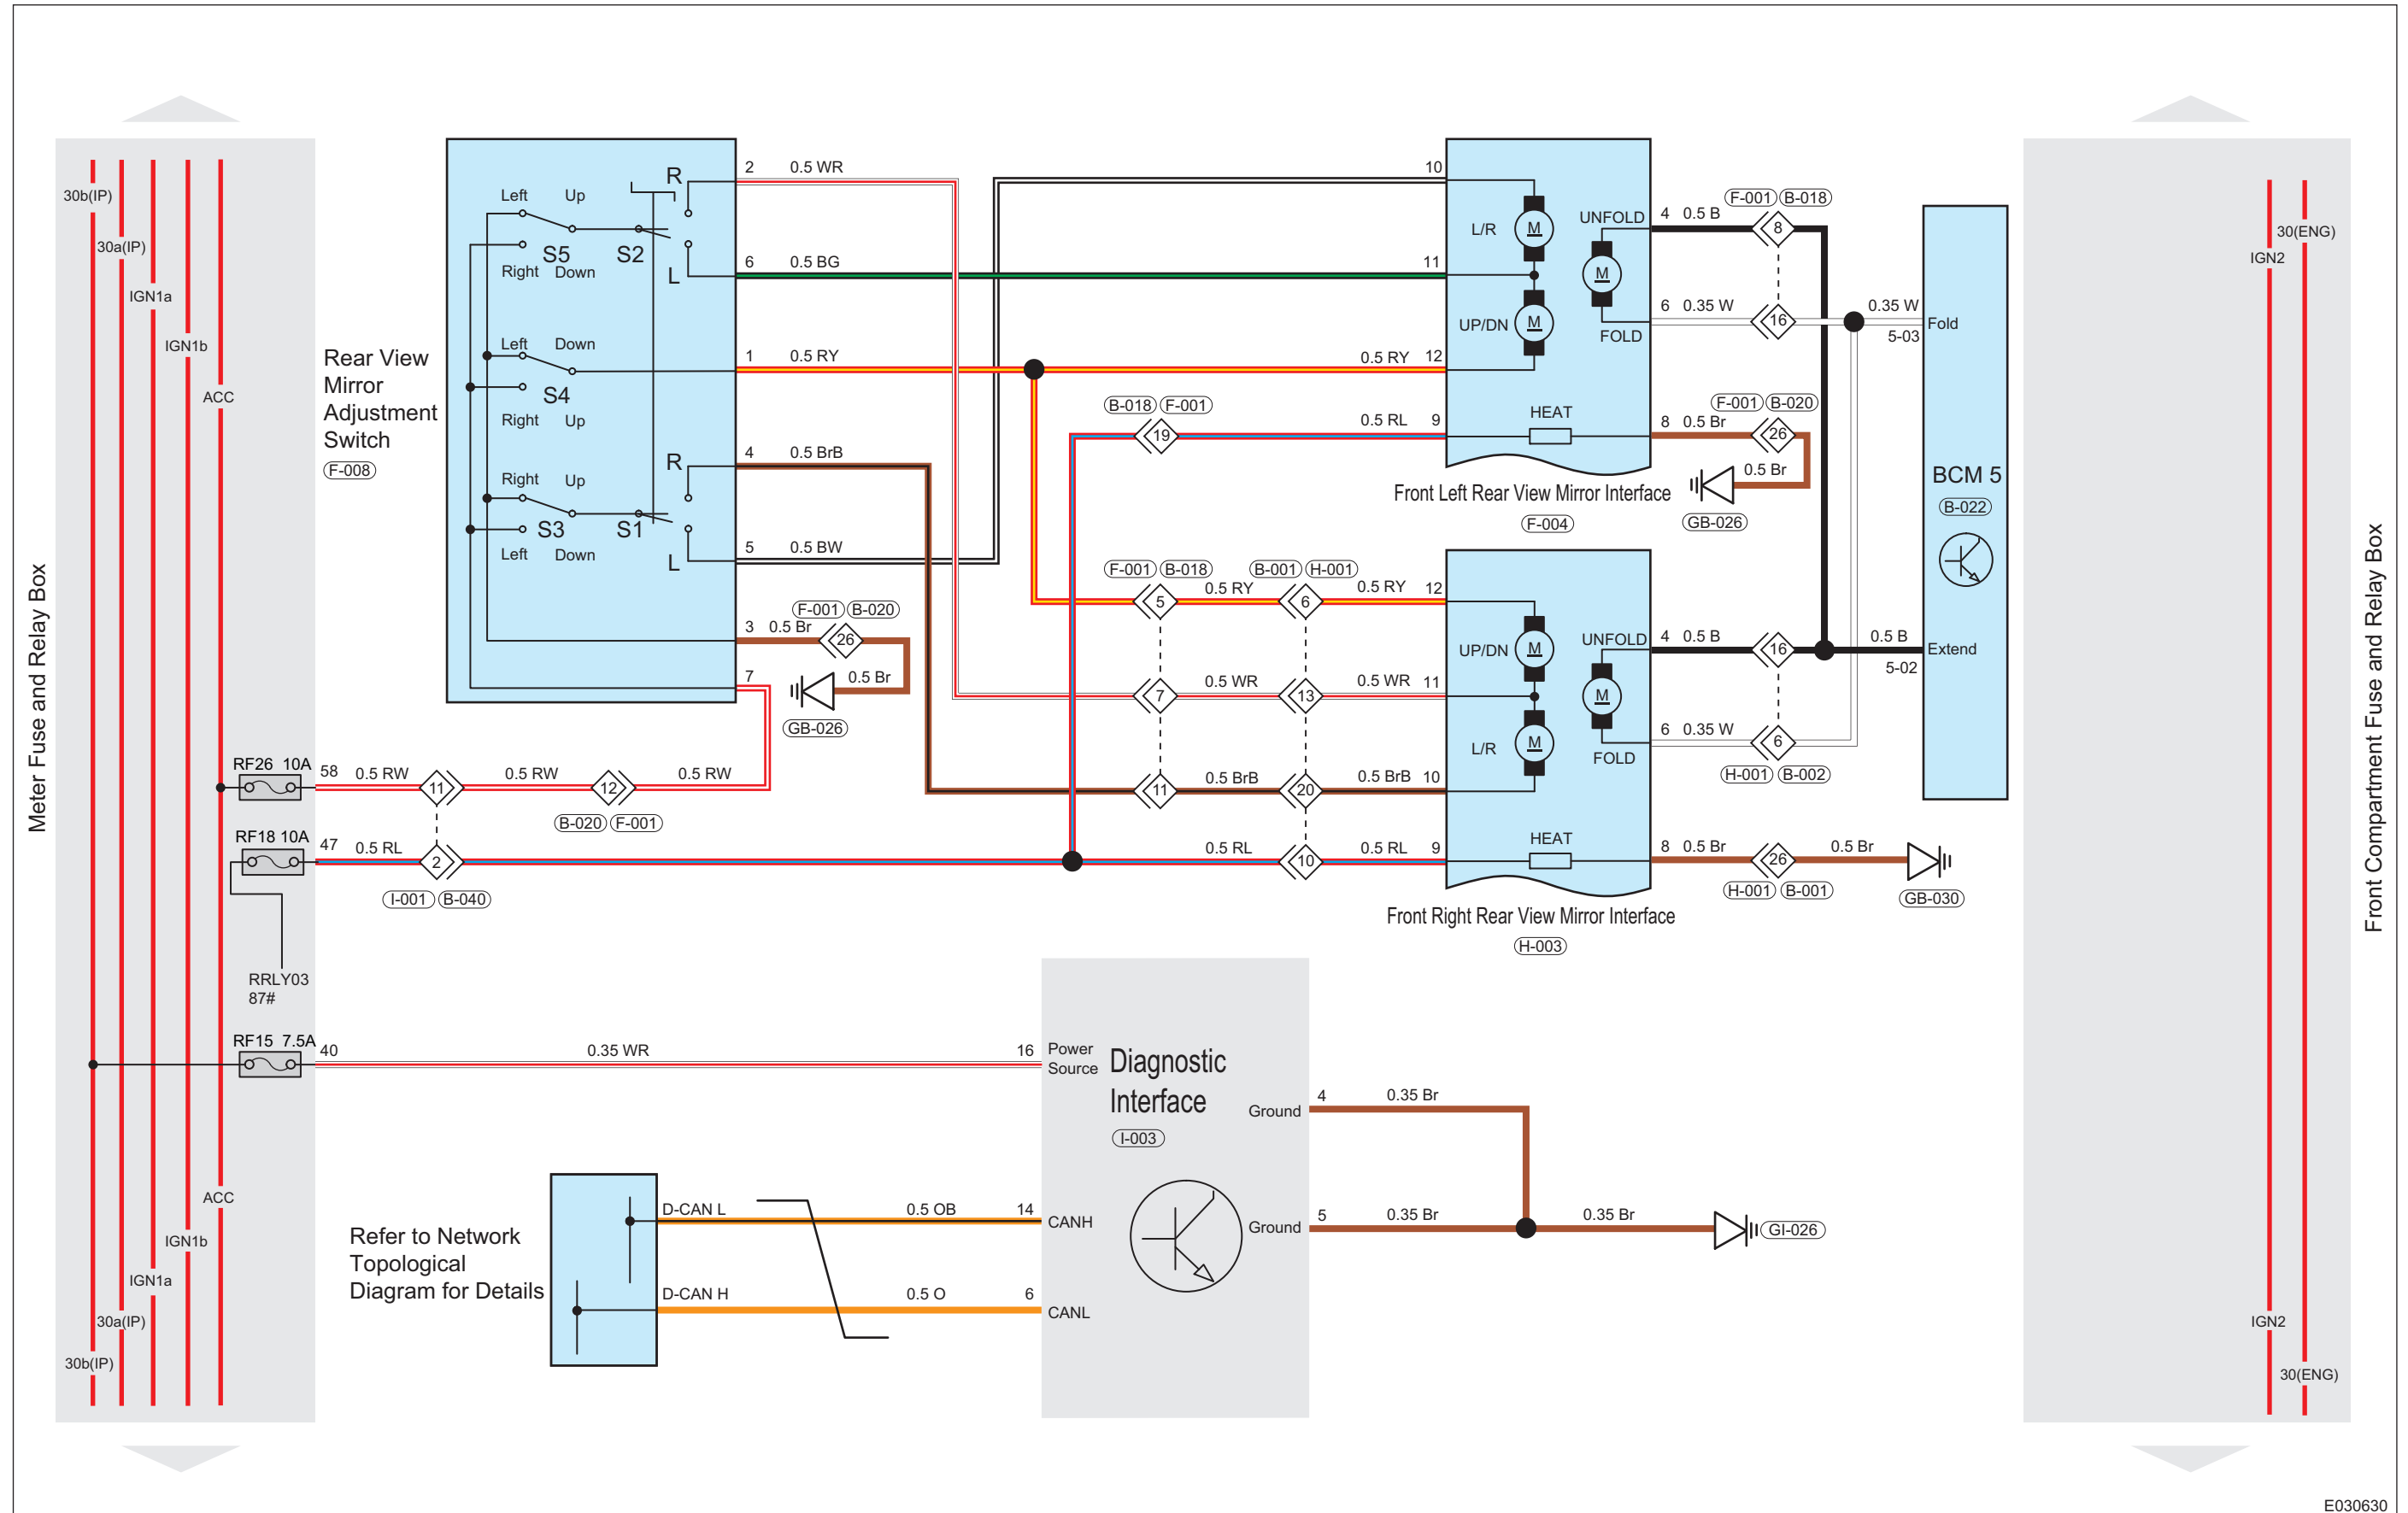 Meter Fuse and Relay Box
30b(IP)
30a(IP)
IGN1a
IGN1b
ACC
RF26 10A
RF18 10A
RRLY03
87#
RF15 7.5A
ACC
IGN1b
IGN1a
30a(IP)
30b(IP)
Rear View
Mirror
Adjustment
Switch
F-008
Left Up
S5 S2
Right Down
R
L
Left Down
S4
Right Up
Right Up
S3 S1
Left Down
R
L
2 0.5 WR
6 0.5 BG
1 0.5 RY
4 0.5 BrB
5 0.5 BW
F-001 B-020
3 0.5 Br 26
7 0.5 Br
GB-026
58 0.5 RW 11 0.5 RW 12 0.5 RW
B-020 F-001
47 0.5 RL 2
I-001 B-040
10
11
0.5 RY 12
B-018 F-001
19 0.5 RL 9
L/R M
UP/DN M
UNFOLD
M
FOLD
HEAT
Front Left Rear View Mirror Interface
F-004
F-001 B-018
4 0.5 B 8
6 0.35 W 16 0.35 W
5-03
Fold
F-001 B-020
8 0.5 Br 26
0.5 Br
GB-026
BCM 5
B-022
Extend
F-001 B-018 B-001 H-001
5 0.5 RY 6 0.5 RY 12
7 0.5 WR 13 0.5 WR 11
11 0.5 BrB 20 0.5 BrB 10
0.5 RL 10 0.5 RL 9
UP/DN M
L/R M
UNFOLD
M
FOLD
HEAT
Front Right Rear View Mirror Interface
H-003
4 0.5 B 16 0.5 B
5-02
6 0.35 W 6
H-001 B-002
8 0.5 Br 26 0.5 Br
H-001 B-001
GB-030
40 0.35 WR 16
Power
Source
Diagnostic
Interface
I-003
Ground 4 0.35 Br
Ground 5 0.35 Br 0.35 Br
GI-026
Refer to Network
Topological
Diagram for Details
D-CAN L 0.5 OB 14 CANH
D-CAN H 0.5 O 6 CANL
IGN2
30(ENG)
IGN2
30(ENG)
Front Compartment Fuse and Relay Box
E030630